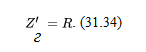 Z′ = R. (31.34)
г